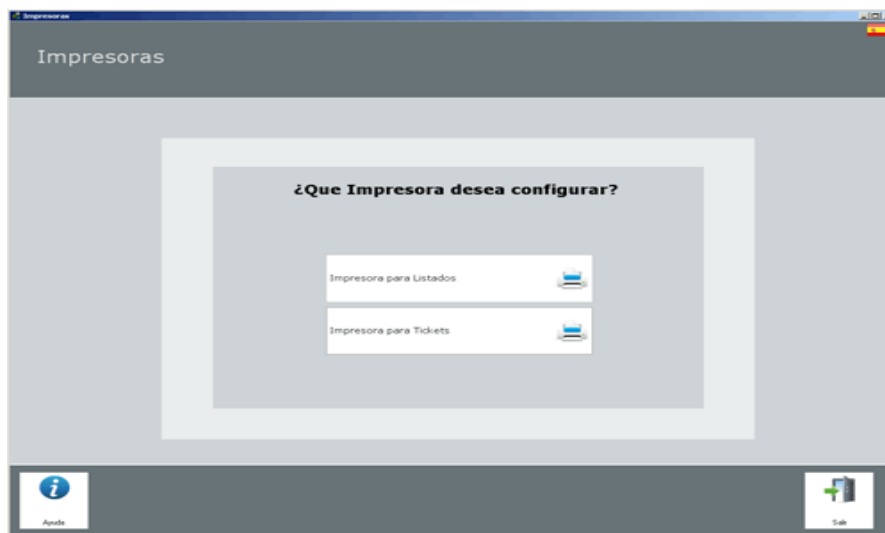 Impresoras
Impresoras
¿Que Impresora desea configurar?
Impresora para Listados
Impresora para Tickets
Ayuda
Salir